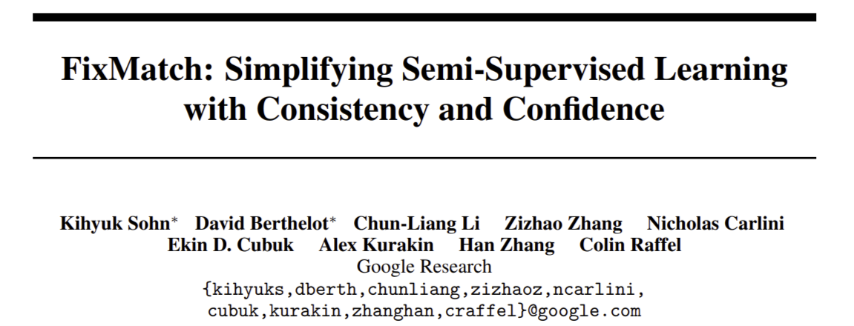 FixMatch: Simplifying Semi-Supervised Learning
with Consistency and Confidence
Kihyuk Sohn* David Berthelot* Chun-Liang Li Zizhao Zhang Nicholas Carlini
Ekin D. Cubuk Alex Kurakin Han Zhang Colin Raffel
Google Research
{kihyuks,dberth,chunliang,zizhaoz,ncarlini,
cubuk,kurakin,zhanghan,craffel}@google.com